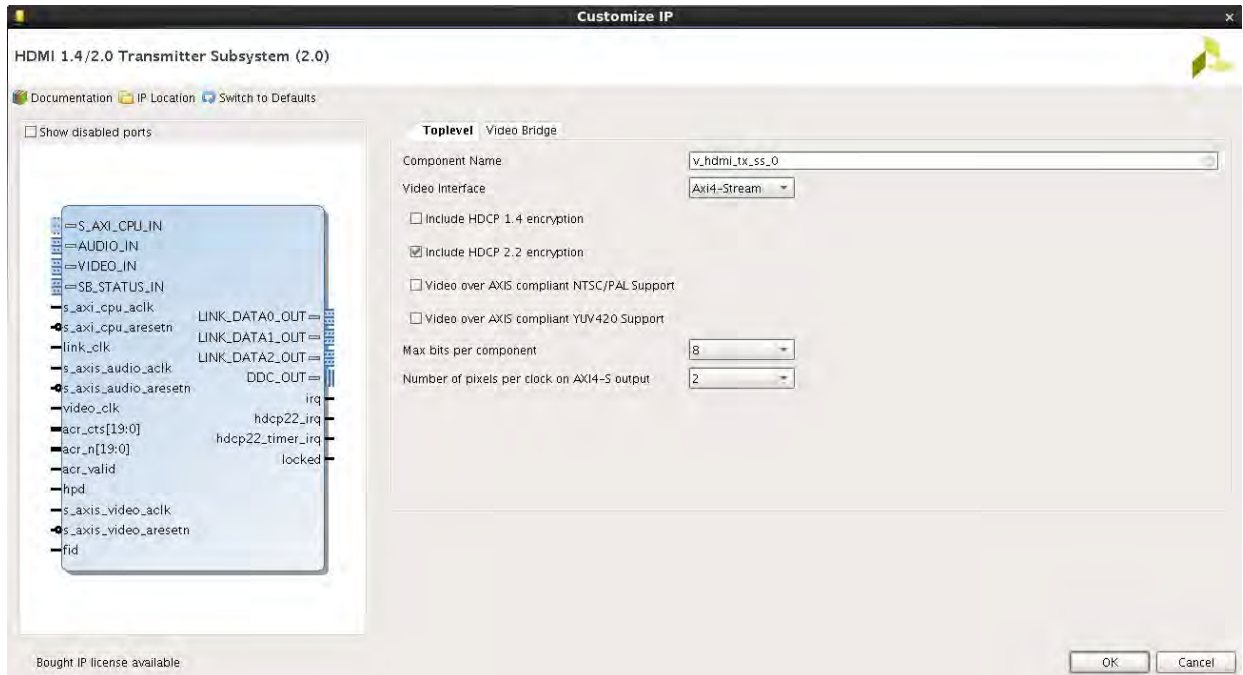 Customize IP
HDMI 1.4/2.0 Transmitter Subsystem (2.0)
Documentation IP Location Switch to Defaults
Show disabled ports
S_AXI_CPU_IN
AUDIO_IN
VIDEO_IN
SB_STATUS_IN
s_axi_cpu_aclk
s_axi_cpu_aresetn
link_clk
s_axis_audio_aclk
s_axis_audio_aresetn
video_clk
acr_cts[19:0]
acr_n[19:0]
acr_valid
hpd
s_axis_video_aclk
s_axis_video_aresetn
fid
LINK_DATA0_OUT
LINK_DATA1_OUT
LINK_DATA2_OUT
DDC_OUT
irq
hdcp22_irq
hdcp22_timer_irq
locked
Toplevel Video Bridge
Component Name v_hdmi_tx_ss_0
Video Interface Axi4-Stream
Include HDCP 1.4 encryption
Include HDCP 2.2 encryption
Video over AXIS compliant NTSC/PAL Support
Video over AXIS compliant YUV420 Support
Max bits per component 8
Number of pixels per clock on AXI4-S output 2
Bought IP license available
OK Cancel